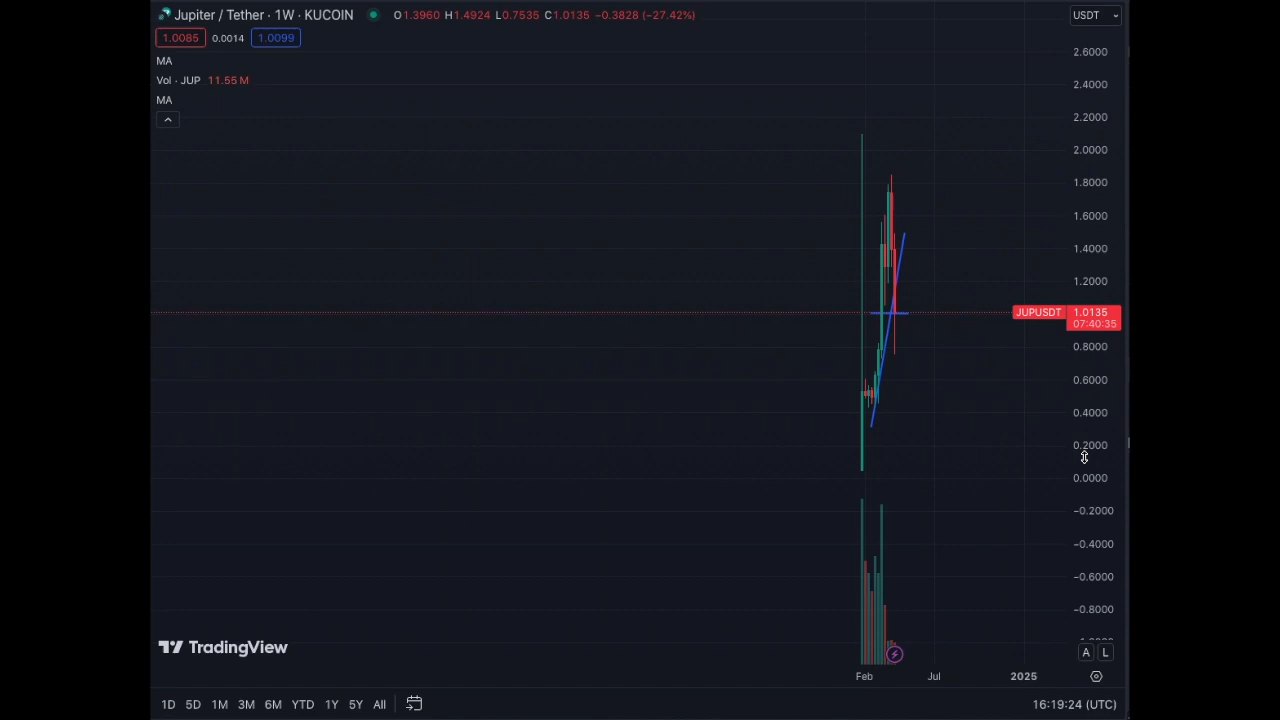 Jupiter / Tether · 1W · KUCOIN O1.3960 H1.4924 L0.7535 C1.0135 −0.3828 (−27.42%)
USDT
1.0085 0.0014 1.0099
MA
Vol · JUP 11.55 M
MA
2.6000
2.4000
2.2000
2.0000
1.8000
1.6000
1.4000
1.2000
JUPUSDT 1.0135
07:40:35
0.8000
0.6000
0.4000
0.2000
0.0000
−0.2000
−0.4000
−0.6000
−0.8000
TradingView
A L
Feb Jul 2025
1D 5D 1M 3M 6M YTD 1Y 5Y All 16:19:24 (UTC)